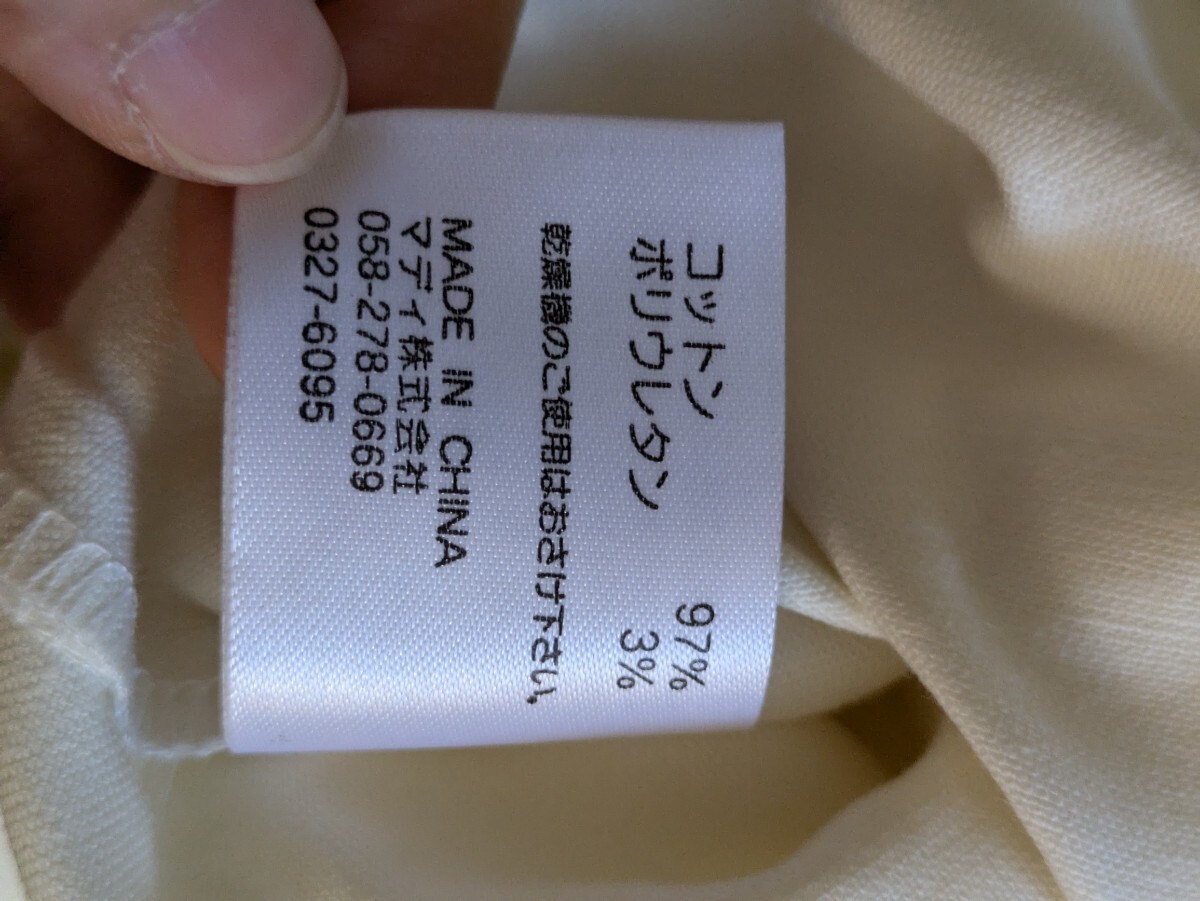 コットン 97%
ポリウレタン 3%
乾燥機のご使用はおさけ下さい。
MADE IN CHINA
マディ株式会社
058-278-0669
0327-6095